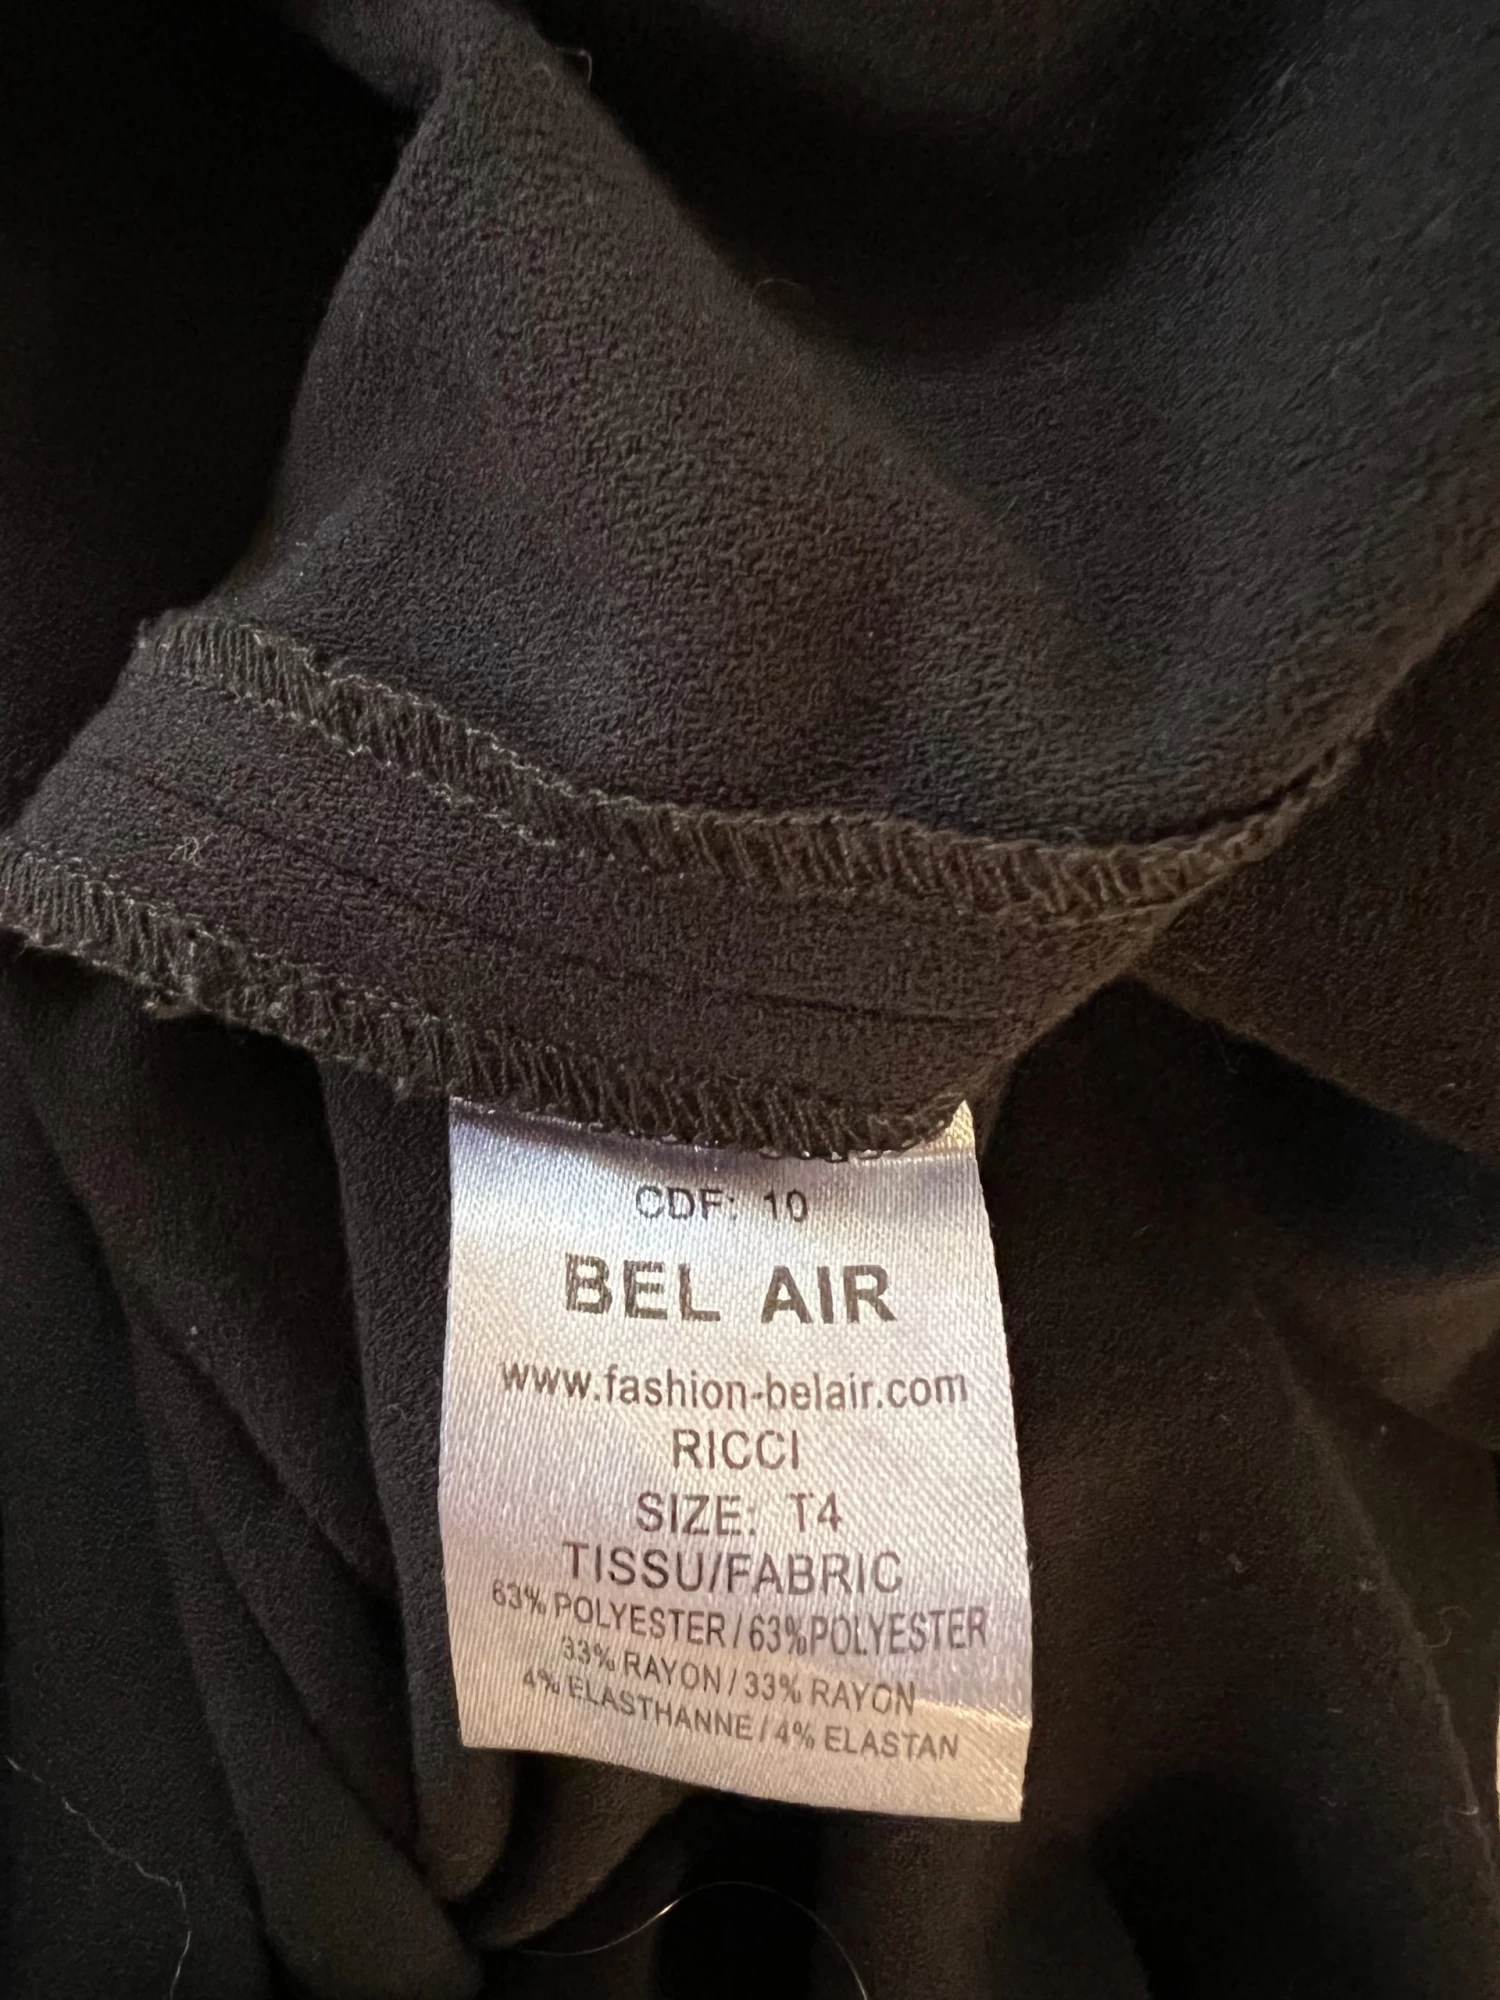 CDF: 10
BEL AIR
www.fashion-belair.com
RICCI
SIZE: T4
TISSU/FABRIC
63% POLYESTER / 63%POLYESTER
33% RAYON / 33% RAYON
4% ELASTHANNE / 4% ELASTAN